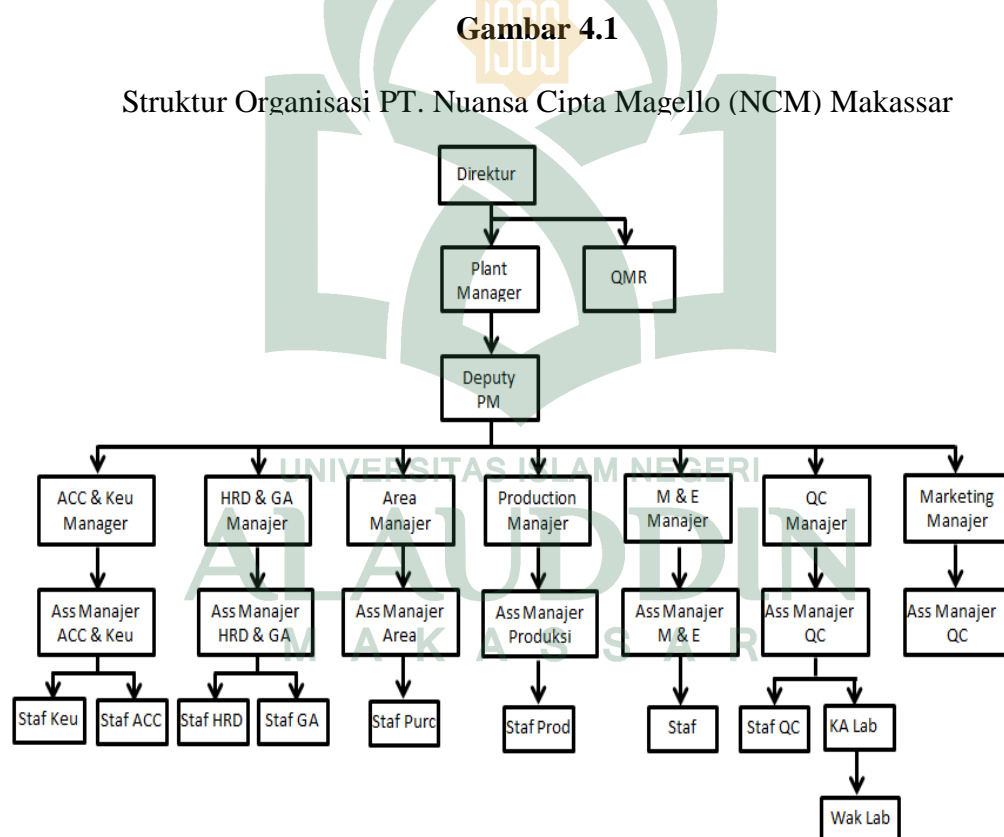 Gambar 4.1
1989
Struktur Organisasi PT. Nuansa Cipta Magello (NCM) Makassar
Direktur
Plant
Manager
QMR
Deputy
PM
UNIVERSITAS ISLAM NEGERI
ACC & Keu
Manager
HRD & GA
Manajer
Area
Manajer
Production
Manajer
M & E
Manajer
QC
Manajer
Marketing
Manajer
ALAUDDIN
Ass Manajer
ACC & Keu
Ass Manajer
HRD & GA
Ass Manajer
Area
Ass Manajer
Produksi
Ass Manajer
M & E
Ass Manajer
QC
Ass Manajer
QC
MAKASSAR
Staf Keu
Staf ACC
Staf HRD
Staf GA
Staf Purc
Staf Prod
Staf
Staf QC
KA Lab
Wak Lab